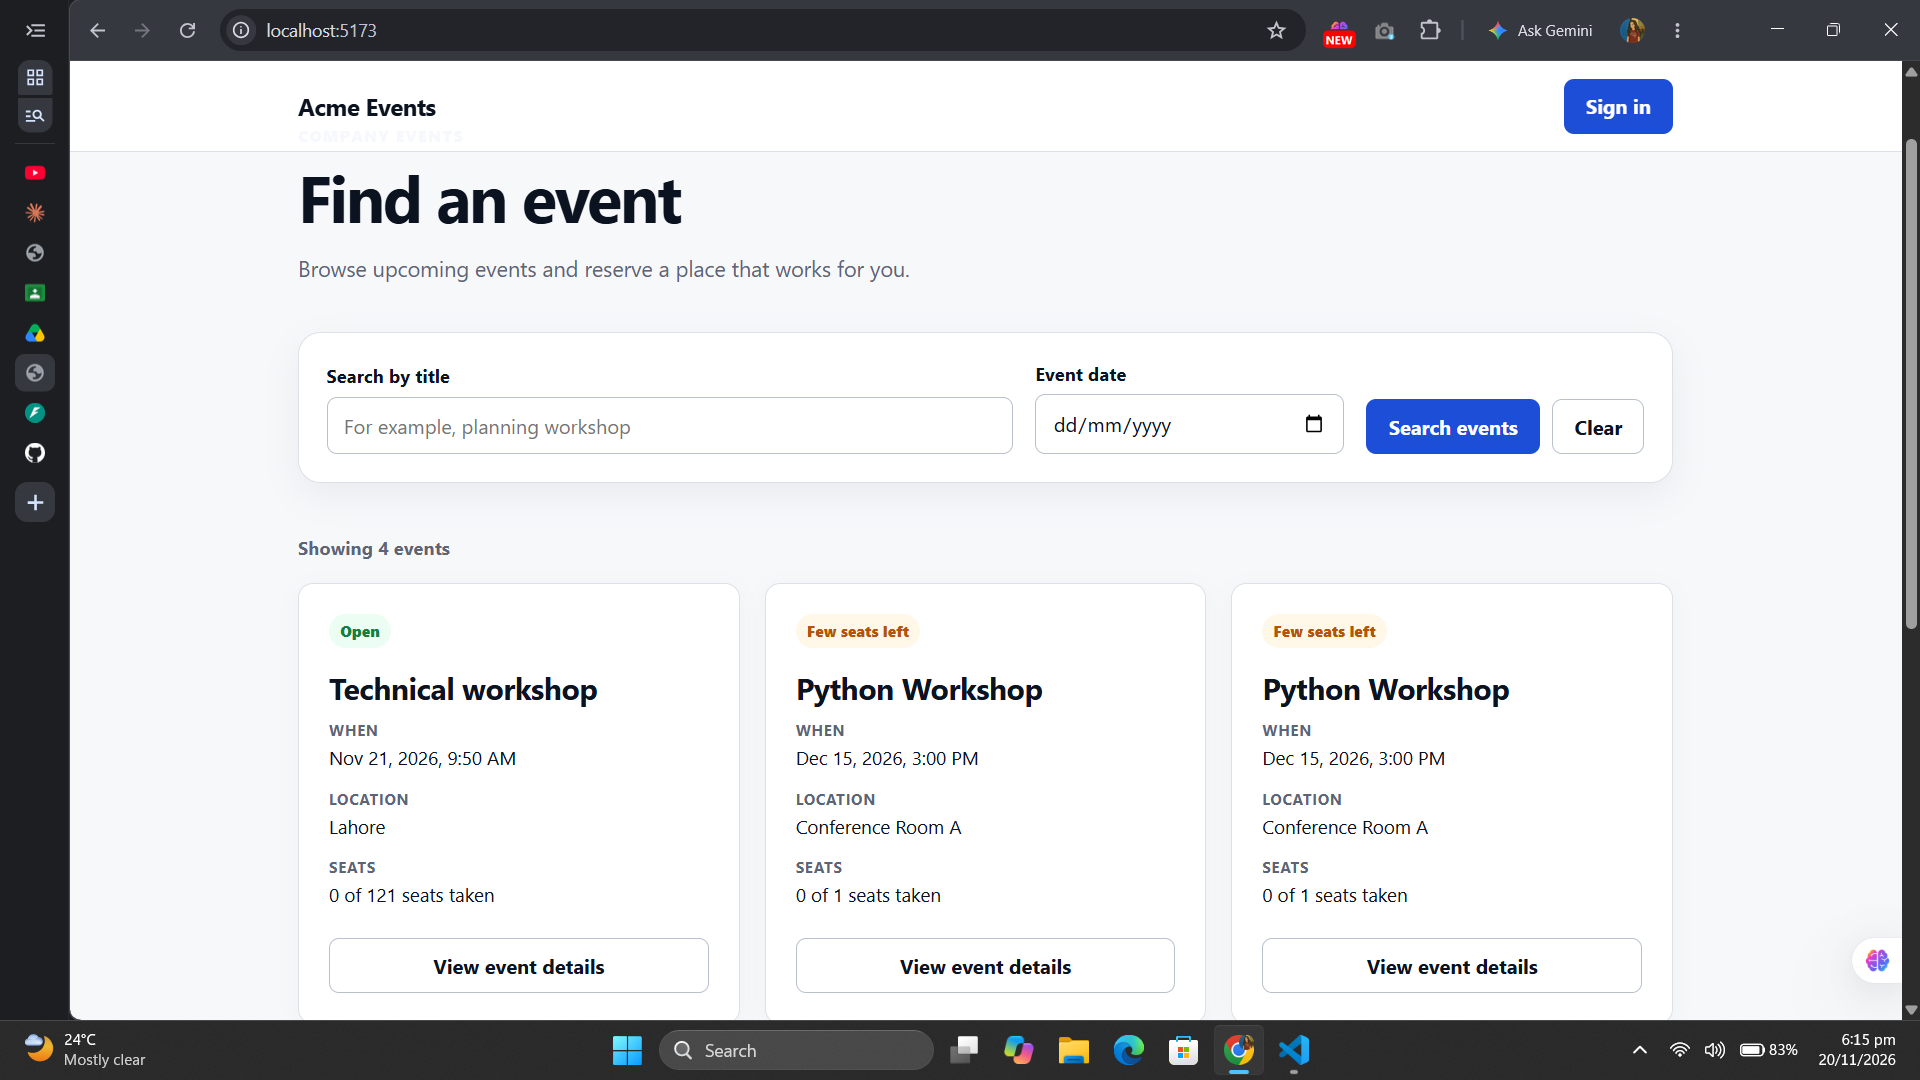 localhost:5173
NEW
Ask Gemini
Acme Events
Sign in
COMPANY EVENTS
Find an event
Browse upcoming events and reserve a place that works for you.
Search by title
Event date
For example, planning workshop
dd/mm/yyyy
Search events
Clear
Showing 4 events
Open
Technical workshop
WHEN
Nov 21, 2026, 9:50 AM
LOCATION
Lahore
SEATS
0 of 121 seats taken
View event details
Few seats left
Python Workshop
WHEN
Dec 15, 2026, 3:00 PM
LOCATION
Conference Room A
SEATS
0 of 1 seats taken
View event details
Few seats left
Python Workshop
WHEN
Dec 15, 2026, 3:00 PM
LOCATION
Conference Room A
SEATS
0 of 1 seats taken
View event details
24°C
Mostly clear
Search
83%
6:15 pm
20/11/2026